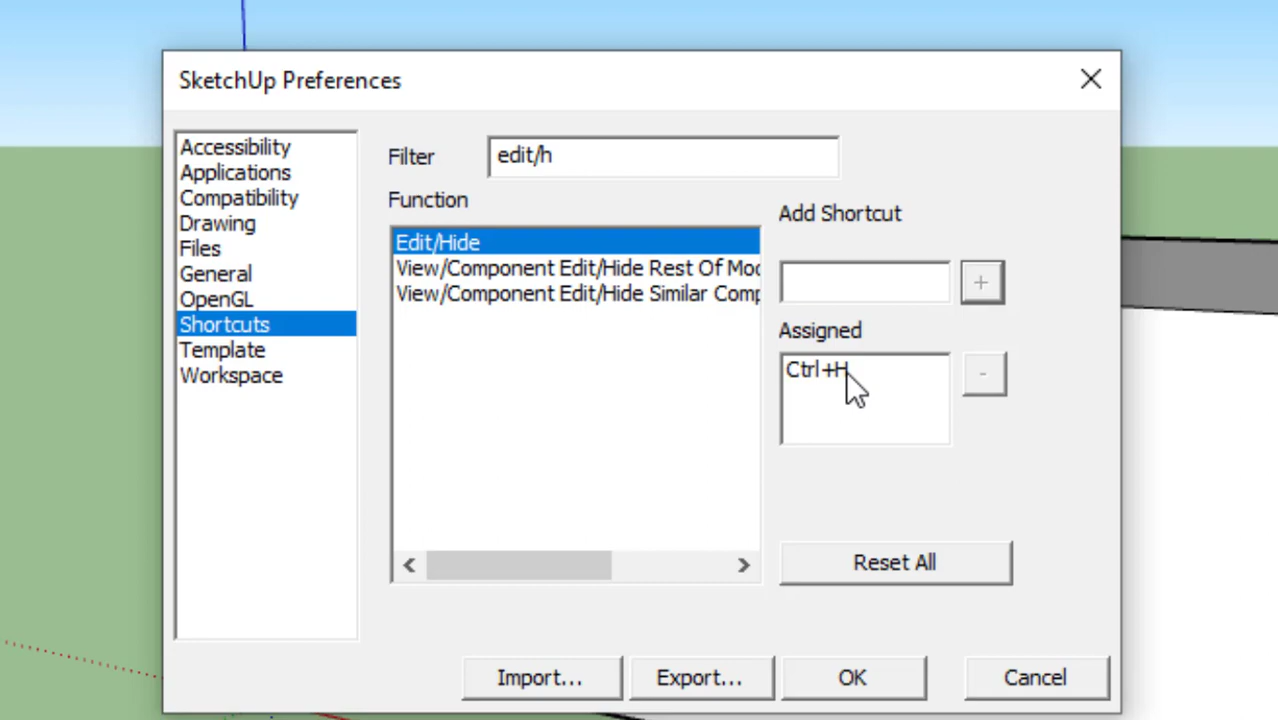 SketchUp Preferences
Accessibility
Applications
Compatibility
Drawing
Files
General
OpenGL
Shortcuts
Template
Workspace
Filter
edit/h
Function
Edit/Hide
View/Component Edit/Hide Rest Of Mod
View/Component Edit/Hide Similar Comp
Add Shortcut
+
Assigned
Ctrl+H
-
Reset All
Import...
Export...
OK
Cancel